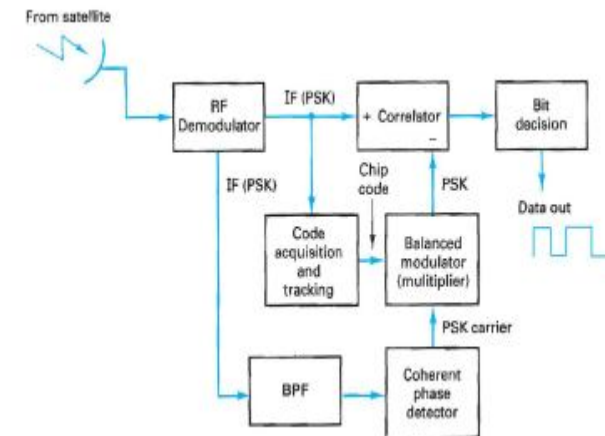 From satellite
RF
Demodulator
IF (PSK)
+ Correlator
−
Bit
decision
IF (PSK)
Chip
code
PSK
Data out
Code
acquisition
and
tracking
Balanced
modulator
(mulitiplier)
PSK carrier
BPF
Coherent
phase
detector